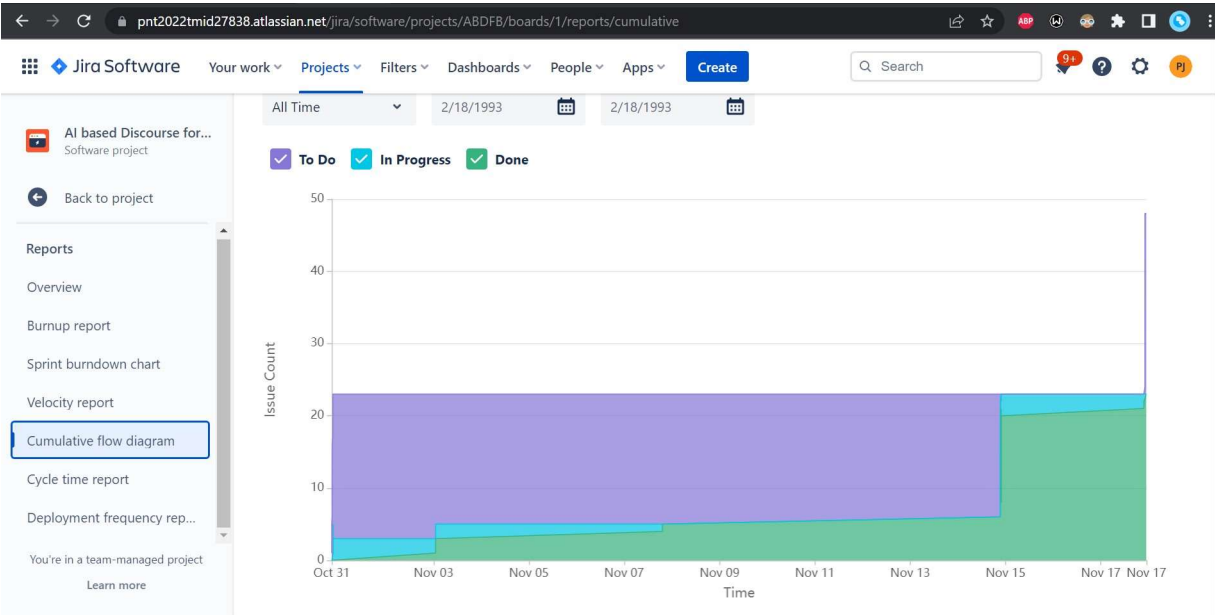 pnt2022tmid27838.atlassian.net/jira/software/projects/ABDFB/boards/1/reports/cumulative
ABP
Jira Software
Your work
Projects
Filters
Dashboards
People
Apps
Create
Search
9+
PJ
All Time
2/18/1993
2/18/1993
AI based Discourse for...
Software project
Back to project
Reports
Overview
Burnup report
Sprint burndown chart
Velocity report
Cumulative flow diagram
Cycle time report
Deployment frequency rep...
You're in a team-managed project
Learn more
To Do
In Progress
Done
50
40
30
20
10
0
Issue Count
Oct 31
Nov 03
Nov 05
Nov 07
Nov 09
Nov 11
Nov 13
Nov 15
Nov 17
Nov 17
Time